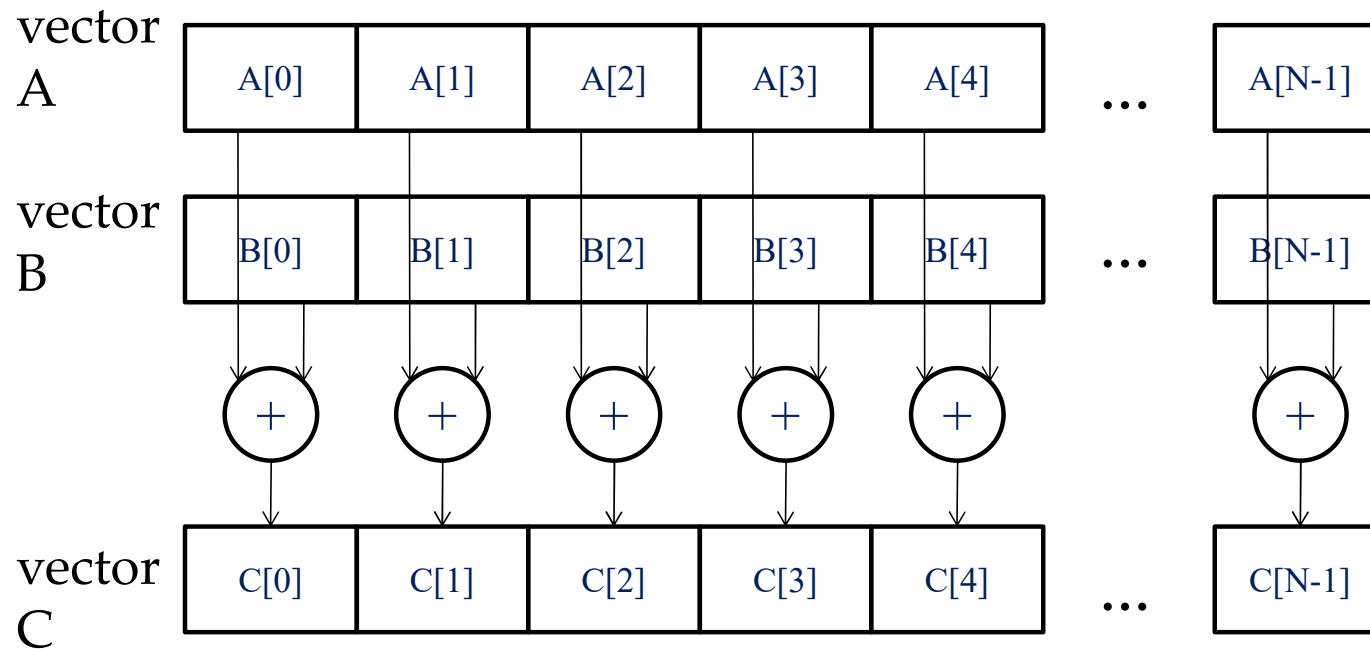 vector A
A[0] A[1] A[2] A[3] A[4] ... A[N-1]
vector B
B[0] B[1] B[2] B[3] B[4] ... B[N-1]
+ + + + + +
vector C
C[0] C[1] C[2] C[3] C[4] ... C[N-1]